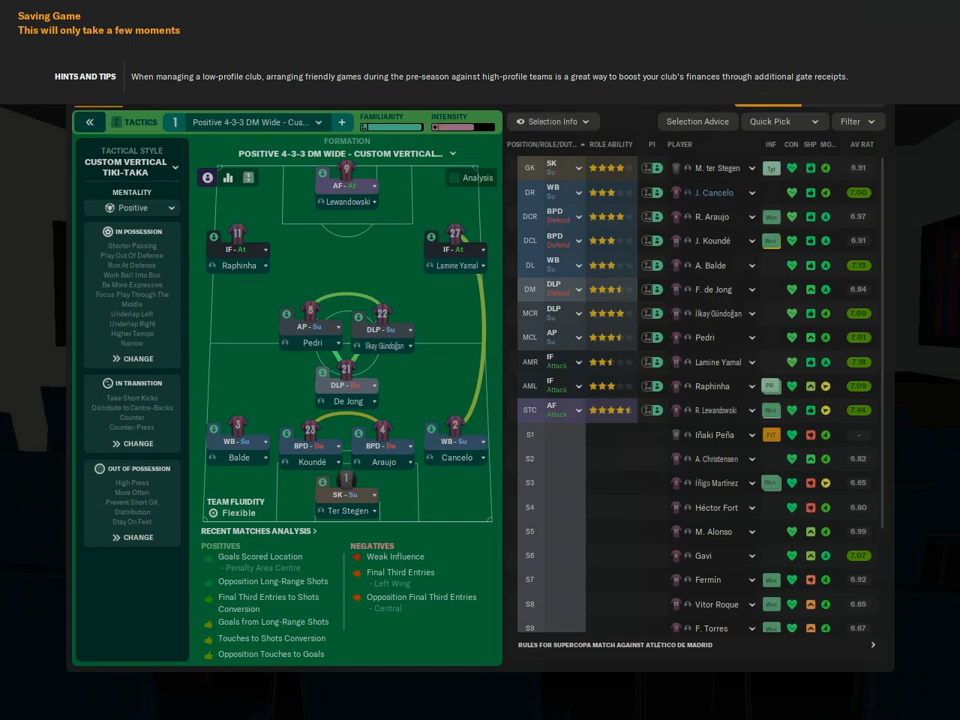 Saving Game
This will only take a few moments
HINTS AND TIPS
When managing a low-profile club, arranging friendly games during the pre-season against high-profile teams is a great way to boost your club's finances through additional gate receipts.
TACTICS
1 Positive 4-3-3 DM Wide - Cus...
FAMILIARITY
INTENSITY
TACTICAL STYLE
CUSTOM VERTICAL
TIKI-TAKA
MENTALITY
Positive
IN POSSESSION
Shorter Passing
Play Out Of Defence
Run At Defence
Work Ball Into Box
Be More Expressive
Focus Play Through The
Middle
Underlap Left
Underlap Right
Higher Tempo
Narrow
CHANGE
IN TRANSITION
Take Short Kicks
Distribute to Centre-Backs
Counter
Counter-Press
CHANGE
OUT OF POSSESSION
High Press
More Often
Prevent Short GK
Distribution
Stay On Feet
CHANGE
FORMATION
POSITIVE 4-3-3 DM WIDE - CUSTOM VERTICAL...
Analysis
9
AF - At
Lewandowski
11
IF - At
Raphinha
27
IF - At
Lamine Yamal
8
AP - Su
Pedri
22
DLP - Su
İlkay Gündoğan
21
DLP - De
De Jong
3
WB - Su
Balde
23
BPD - De
Koundé
4
BPD - De
Araujo
2
WB - Su
Cancelo
1
SK - Su
Ter Stegen
TEAM FLUIDITY
Flexible
RECENT MATCHES ANALYSIS
POSITIVES
Goals Scored Location
- Penalty Area Centre
Opposition Long-Range Shots
Final Third Entries to Shots
Conversion
Goals from Long-Range Shots
Touches to Shots Conversion
Opposition Touches to Goals
NEGATIVES
Weak Influence
Final Third Entries
- Left Wing
Opposition Final Third Entries
- Central
Selection Info
Selection Advice
Quick Pick
Filter
POSITION/ROLE/DUT... ROLE ABILITY PI PLAYER INF CON SHP MO... AV RAT
GK SK Su M. ter Stegen Tgt 6.91
DR WB Su J. Cancelo 7.00
DCR BPD Defend R. Araujo Wnt 6.97
DCL BPD Defend J. Koundé Wnt 6.91
DL WB Su A. Balde 7.13
DM DLP Defend F. de Jong 6.84
MCR DLP Su İlkay Gündoğan 7.09
MCL AP Su Pedri 7.01
AMR IF Attack Lamine Yamal 7.18
AML IF Attack Raphinha PR 7.09
STC AF Attack R. Lewandowski Wnt 7.44
S1 Iñaki Peña -
S2 A. Christensen 6.82
S3 Iñigo Martínez Wnt 6.65
S4 Héctor Fort 6.80
S5 M. Alonso 6.99
S6 Gavi 7.07
S7 Fermín Wnt 6.92
S8 Vitor Roque Wnt 6.65
S9 F. Torres Wnt 6.67
RULES FOR SUPERCOPA MATCH AGAINST ATLÉTICO DE MADRID